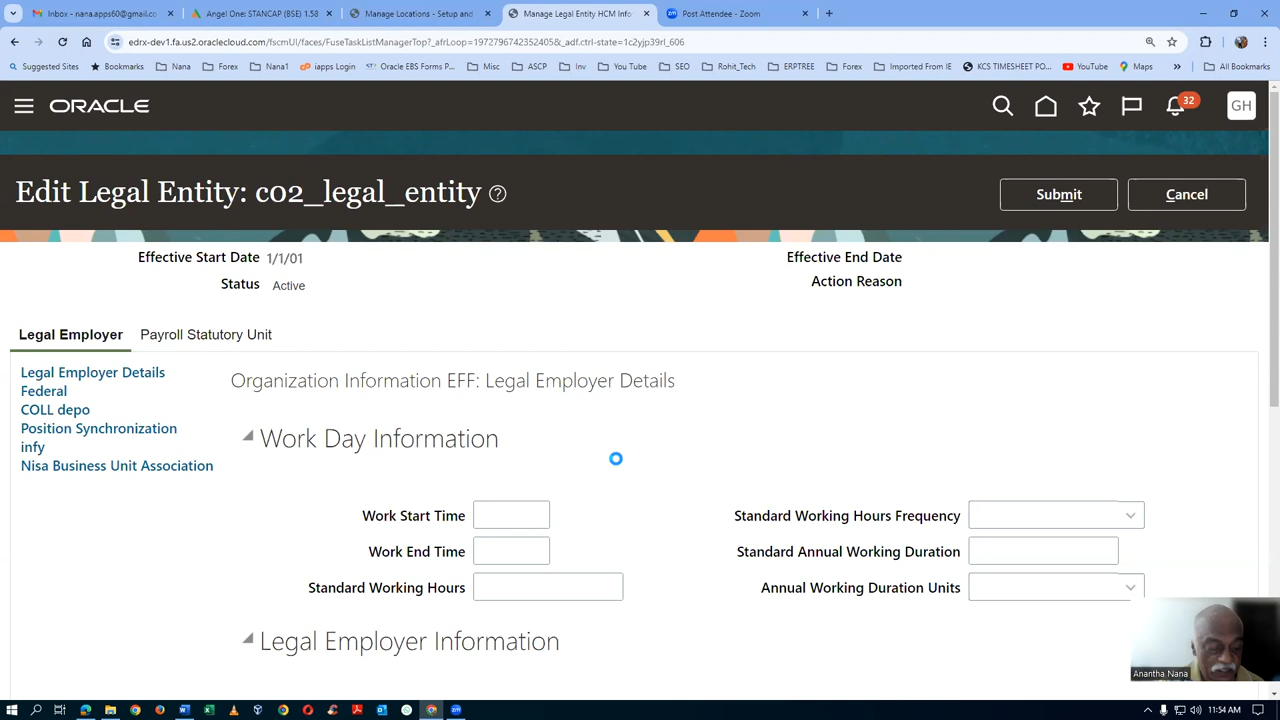 Inbox - nana.apps60@gmail.co
Angel One: STANCAP (BSE) 1.58
Manage Locations - Setup and
Manage Legal Entity HCM Info
Post Attendee - Zoom
edrx-dev1.fa.us2.oraclecloud.com/fscmUI/faces/FuseTaskListManagerTop?_afrLoop=19727967423524058&_adf.ctrl-state=1c2yjp39rl_606
Suggested Sites
Bookmarks
Nana
Forex
Nana1
iapps Login
Oracle EBS Forms P...
Misc
ASCP
Inv
You Tube
SEO
Rohit_Tech
ERPTREE
Forex
Imported From IE
KCS TIMESHEET PO...
YouTube
Maps
»
All Bookmarks
ORACLE
32
GH
Edit Legal Entity: c02_legal_entity
Submit
Cancel
Effective Start Date 1/1/01
Effective End Date
Status Active
Action Reason
Legal Employer
Payroll Statutory Unit
Legal Employer Details
Federal
COLL depo
Position Synchronization
infy
Nisa Business Unit Association
Organization Information EFF: Legal Employer Details
Work Day Information
Work Start Time
Standard Working Hours Frequency
Work End Time
Standard Annual Working Duration
Standard Working Hours
Annual Working Duration Units
Legal Employer Information
Anantha Nana
11:54 AM